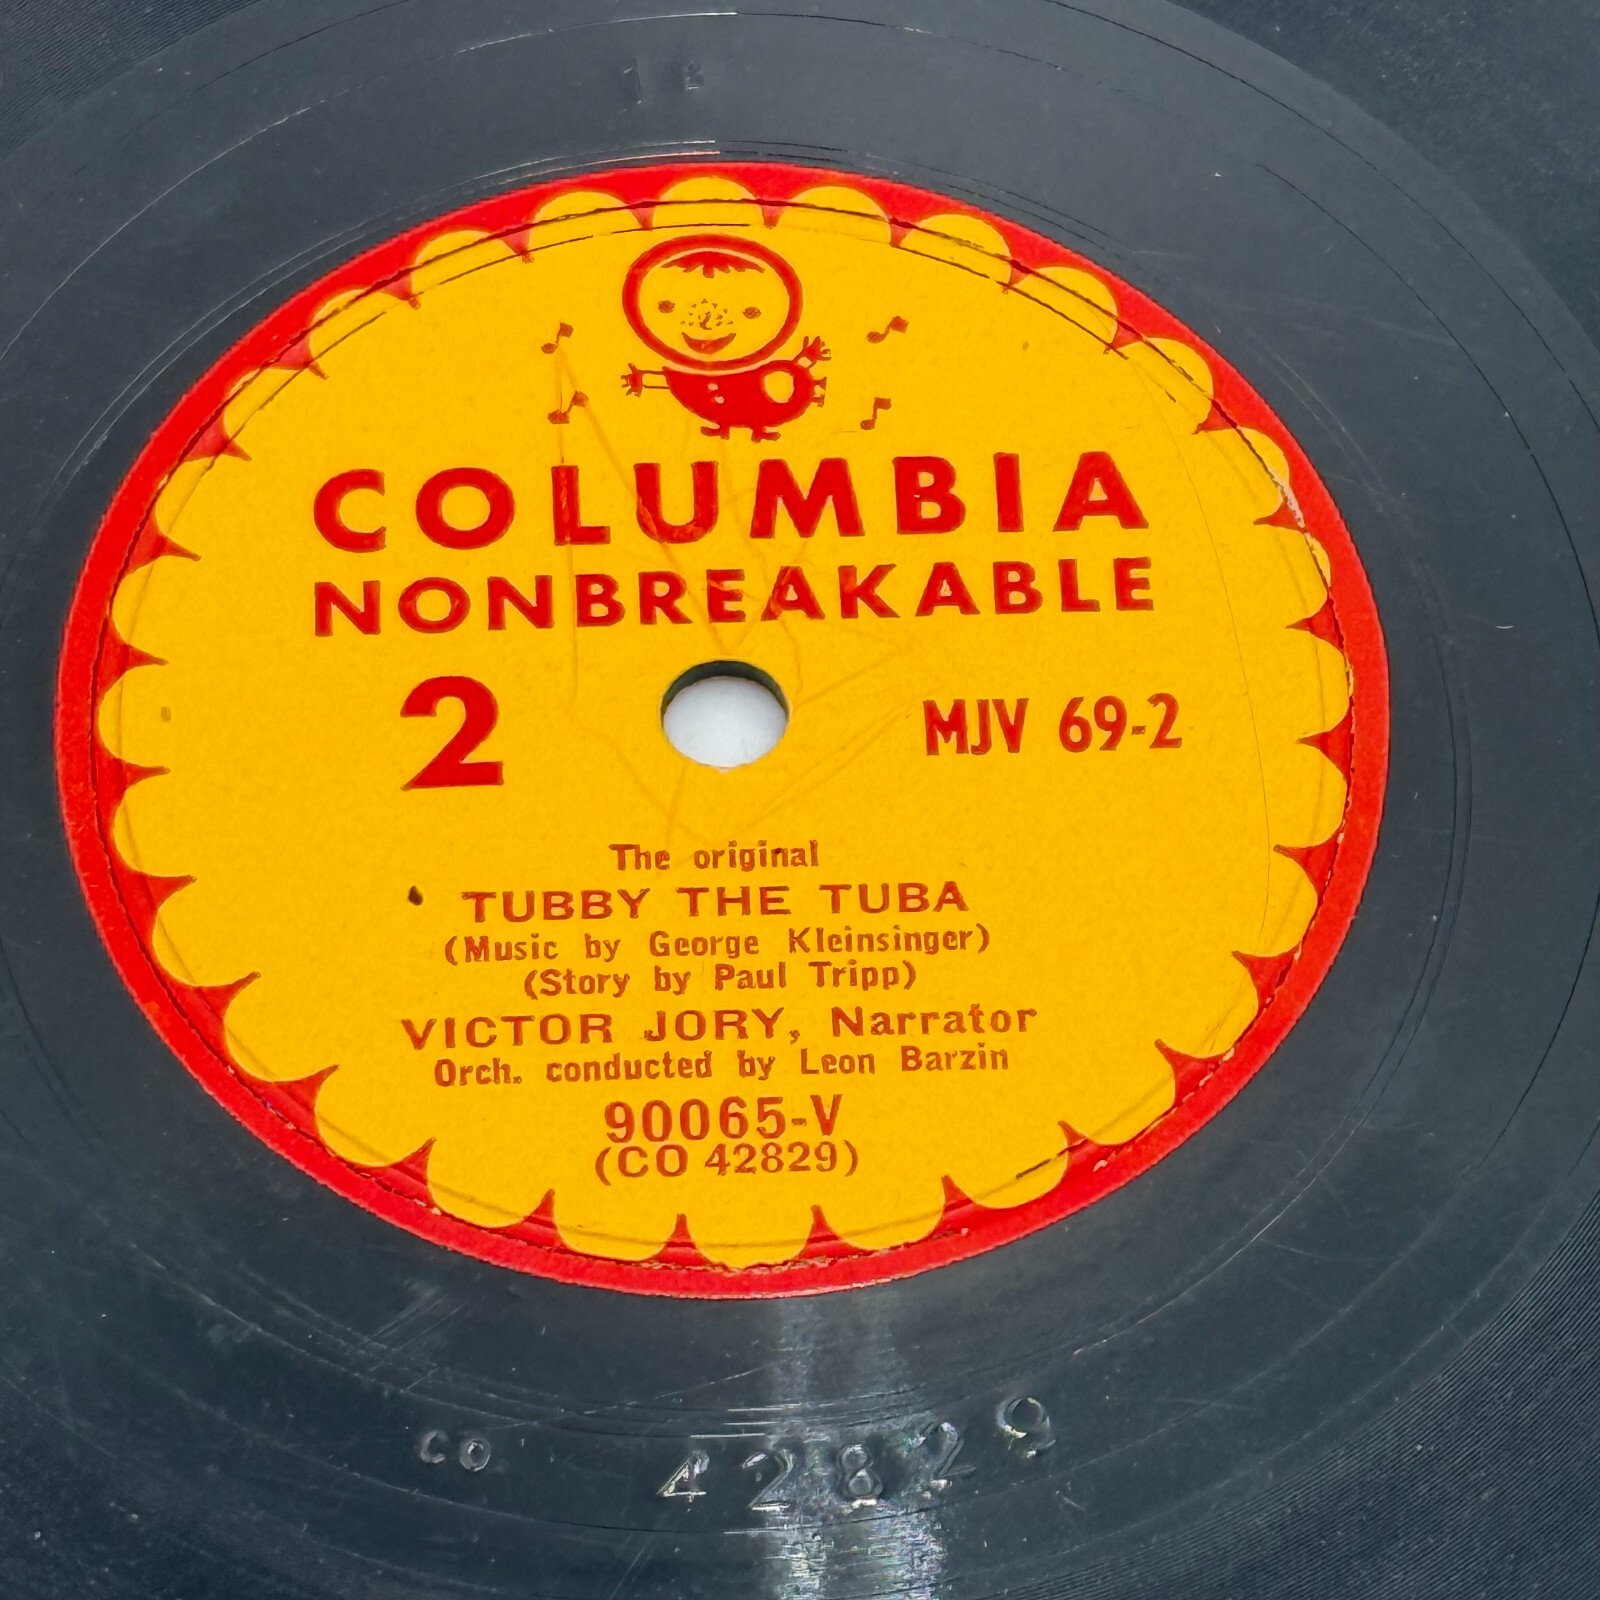 COLUMBIA
NONBREAKABLE
2 MJV 69-2
The original
TUBBY THE TUBA
(Music by George Kleinsinger)
(Story by Paul Tripp)
VICTOR JORY, Narrator
Orch. conducted by Leon Barzin
90065-V
(CO 42829)
CO 42829